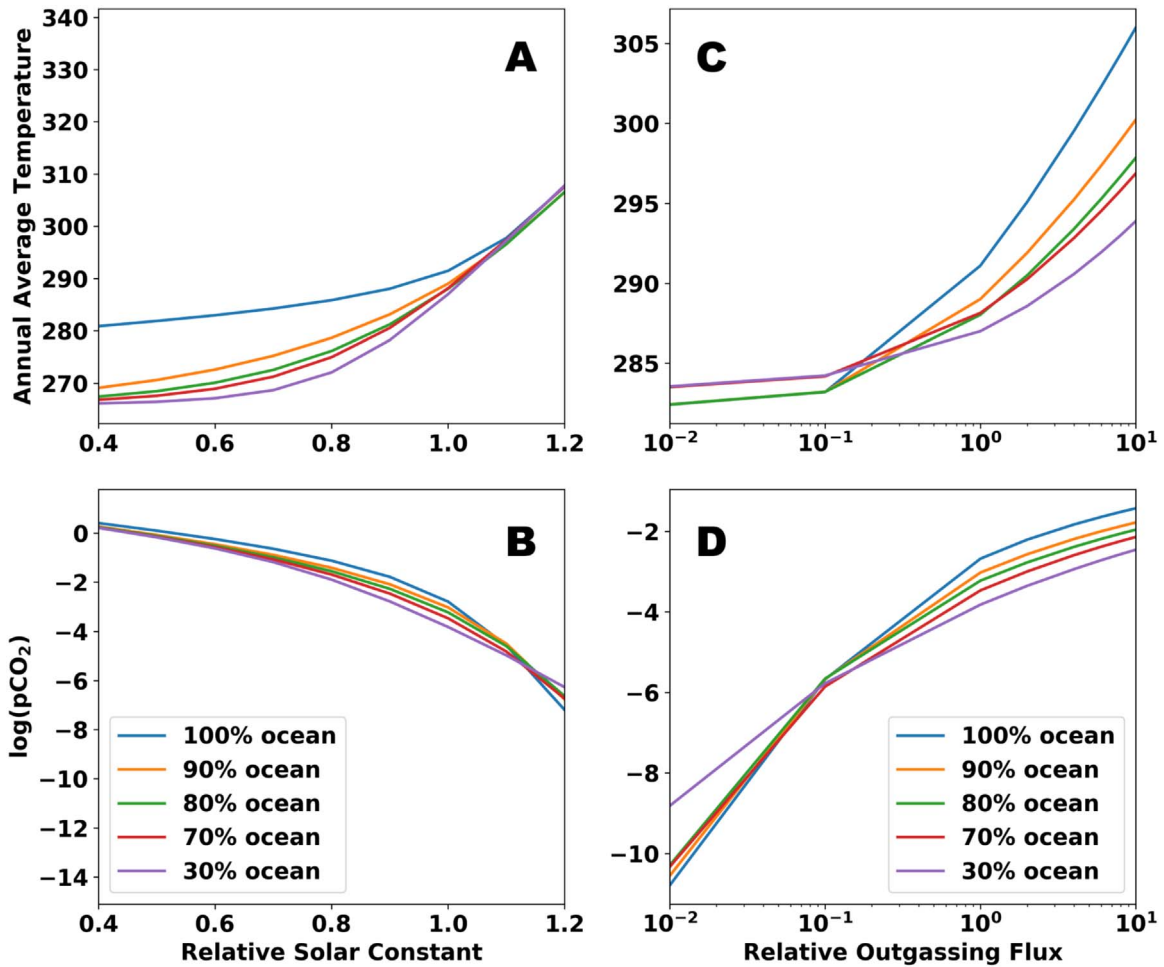 Annual Average Temperature
340
330
320
310
300
290
280
270
0.4 0.6 0.8 1.0 1.2
A
305
300
295
290
285
10⁻² 10⁻¹ 10⁰ 10¹
C
log(pCO₂)
0
−2
−4
−6
−8
−10
−12
−14
B
100% ocean
90% ocean
80% ocean
70% ocean
30% ocean
0.4 0.6 0.8 1.0 1.2
Relative Solar Constant
−2
−4
−6
−8
−10
D
100% ocean
90% ocean
80% ocean
70% ocean
30% ocean
10⁻² 10⁻¹ 10⁰ 10¹
Relative Outgassing Flux